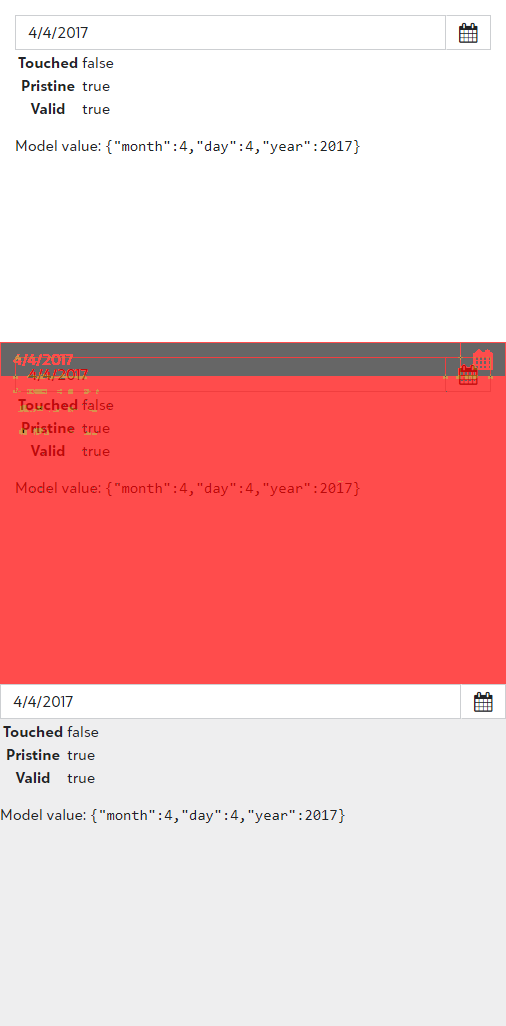 4/4/2017
Touched false
Pristine true
Valid true
Model value: {"month":4,"day":4,"year":2017}
4/4/2017
4/4/2017
Touched false
Pristine true
Valid true
Model value: {"month":4,"day":4,"year":2017}
4/4/2017
Touched false
Pristine true
Valid true
Model value: {"month":4,"day":4,"year":2017}